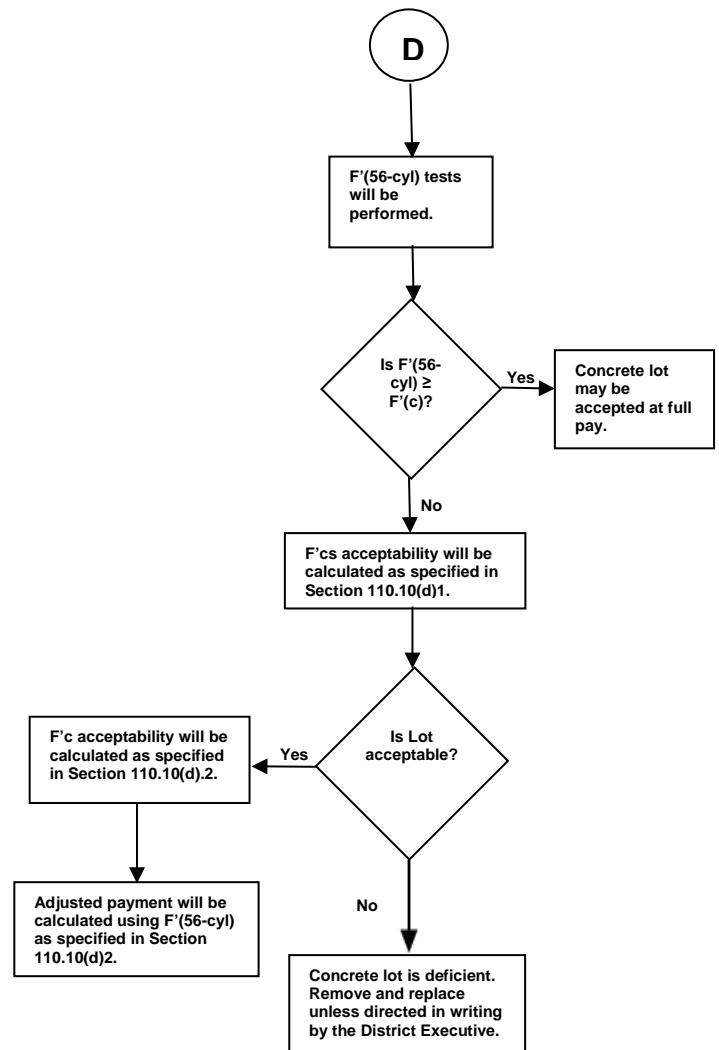 D
F'(56-cyl) tests
will be
performed.
Is F'(56-
cyl) ≥
F'(c)?
Yes
Concrete lot
may be
accepted at full
pay.
No
F'cs acceptability will be
calculated as specified in
Section 110.10(d)1.
Is Lot
acceptable?
Yes
F'c acceptability will be
calculated as specified
in Section 110.10(d).2.
Adjusted payment will be
calculated using F'(56-cyl)
as specified in Section
110.10(d)2.
No
Concrete lot is deficient.
Remove and replace
unless directed in writing
by the District Executive.